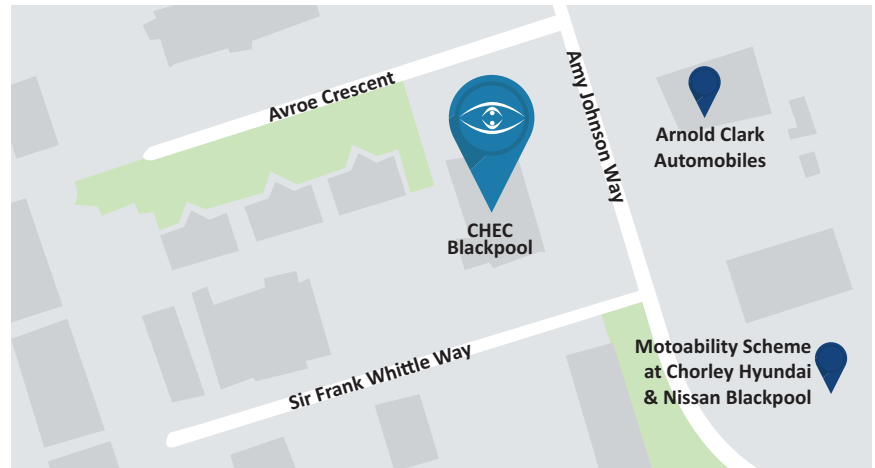 Avroe Crescent
Amy Johnson Way
Arnold Clark
Automobiles
CHEC
Blackpool
Sir Frank Whittle Way
Motoability Scheme
at Chorley Hyundai
& Nissan Blackpool